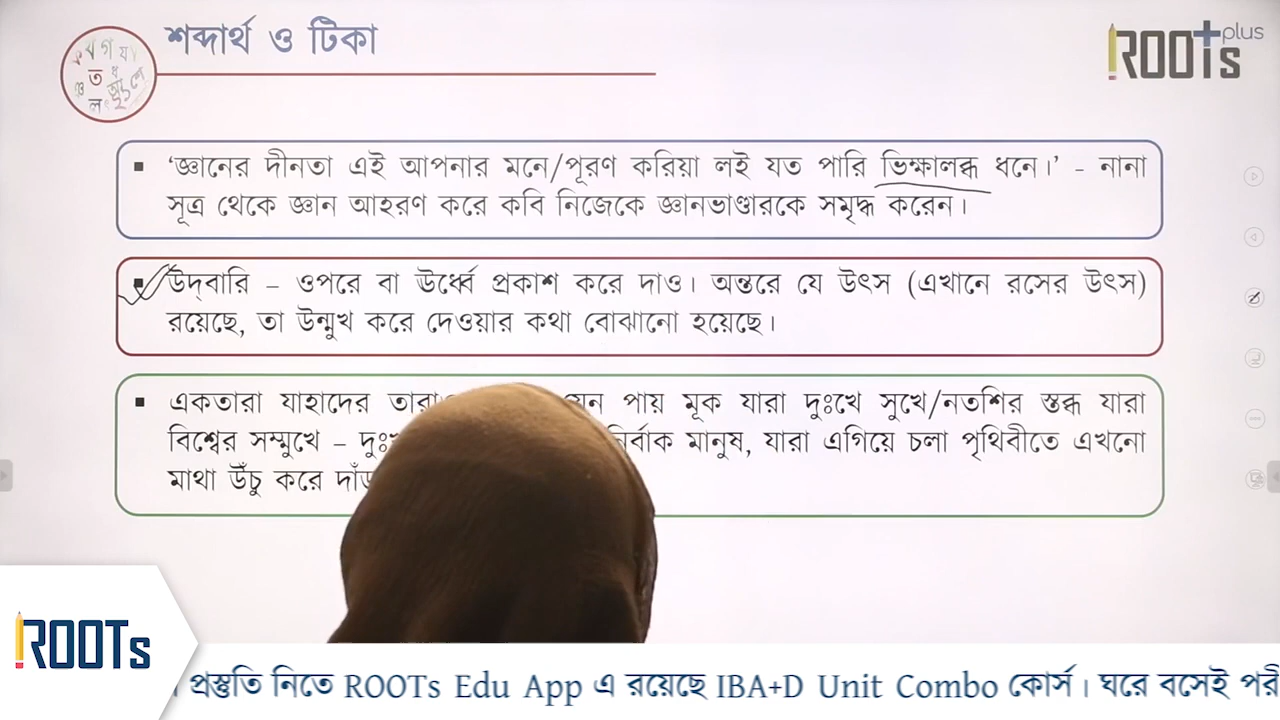 শব্দার্থ ও টিকা
ROOTs plus
▪ 'জ্ঞানের দীনতা এই আপনার মনে/পূরণ করিয়া লই যত পারি ভিক্ষালব্ধ ধনে।' - নানা
সূত্র থেকে জ্ঞান আহরণ করে কবি নিজেকে জ্ঞানভাণ্ডারকে সমৃদ্ধ করেন।
▪ উদ্‌বারি – ওপরে বা ঊর্ধ্বে প্রকাশ করে দাও। অন্তরে যে উৎস (এখানে রসের উৎস)
রয়েছে, তা উন্মুখ করে দেওয়ার কথা বোঝানো হয়েছে।
▪ একতারা যাহাদের পায় মূক যারা দুঃখে সুখে/নতশির স্তব্ধ যারা
বিশ্বের সম্মুখে – মানুষ, যারা এগিয়ে চলা পৃথিবীতে এখনো
মাথা উঁচু করে
ROOTs
প্রস্তুতি নিতে ROOTs Edu App এ রয়েছে IBA+D Unit Combo কোর্স। ঘরে বসেই